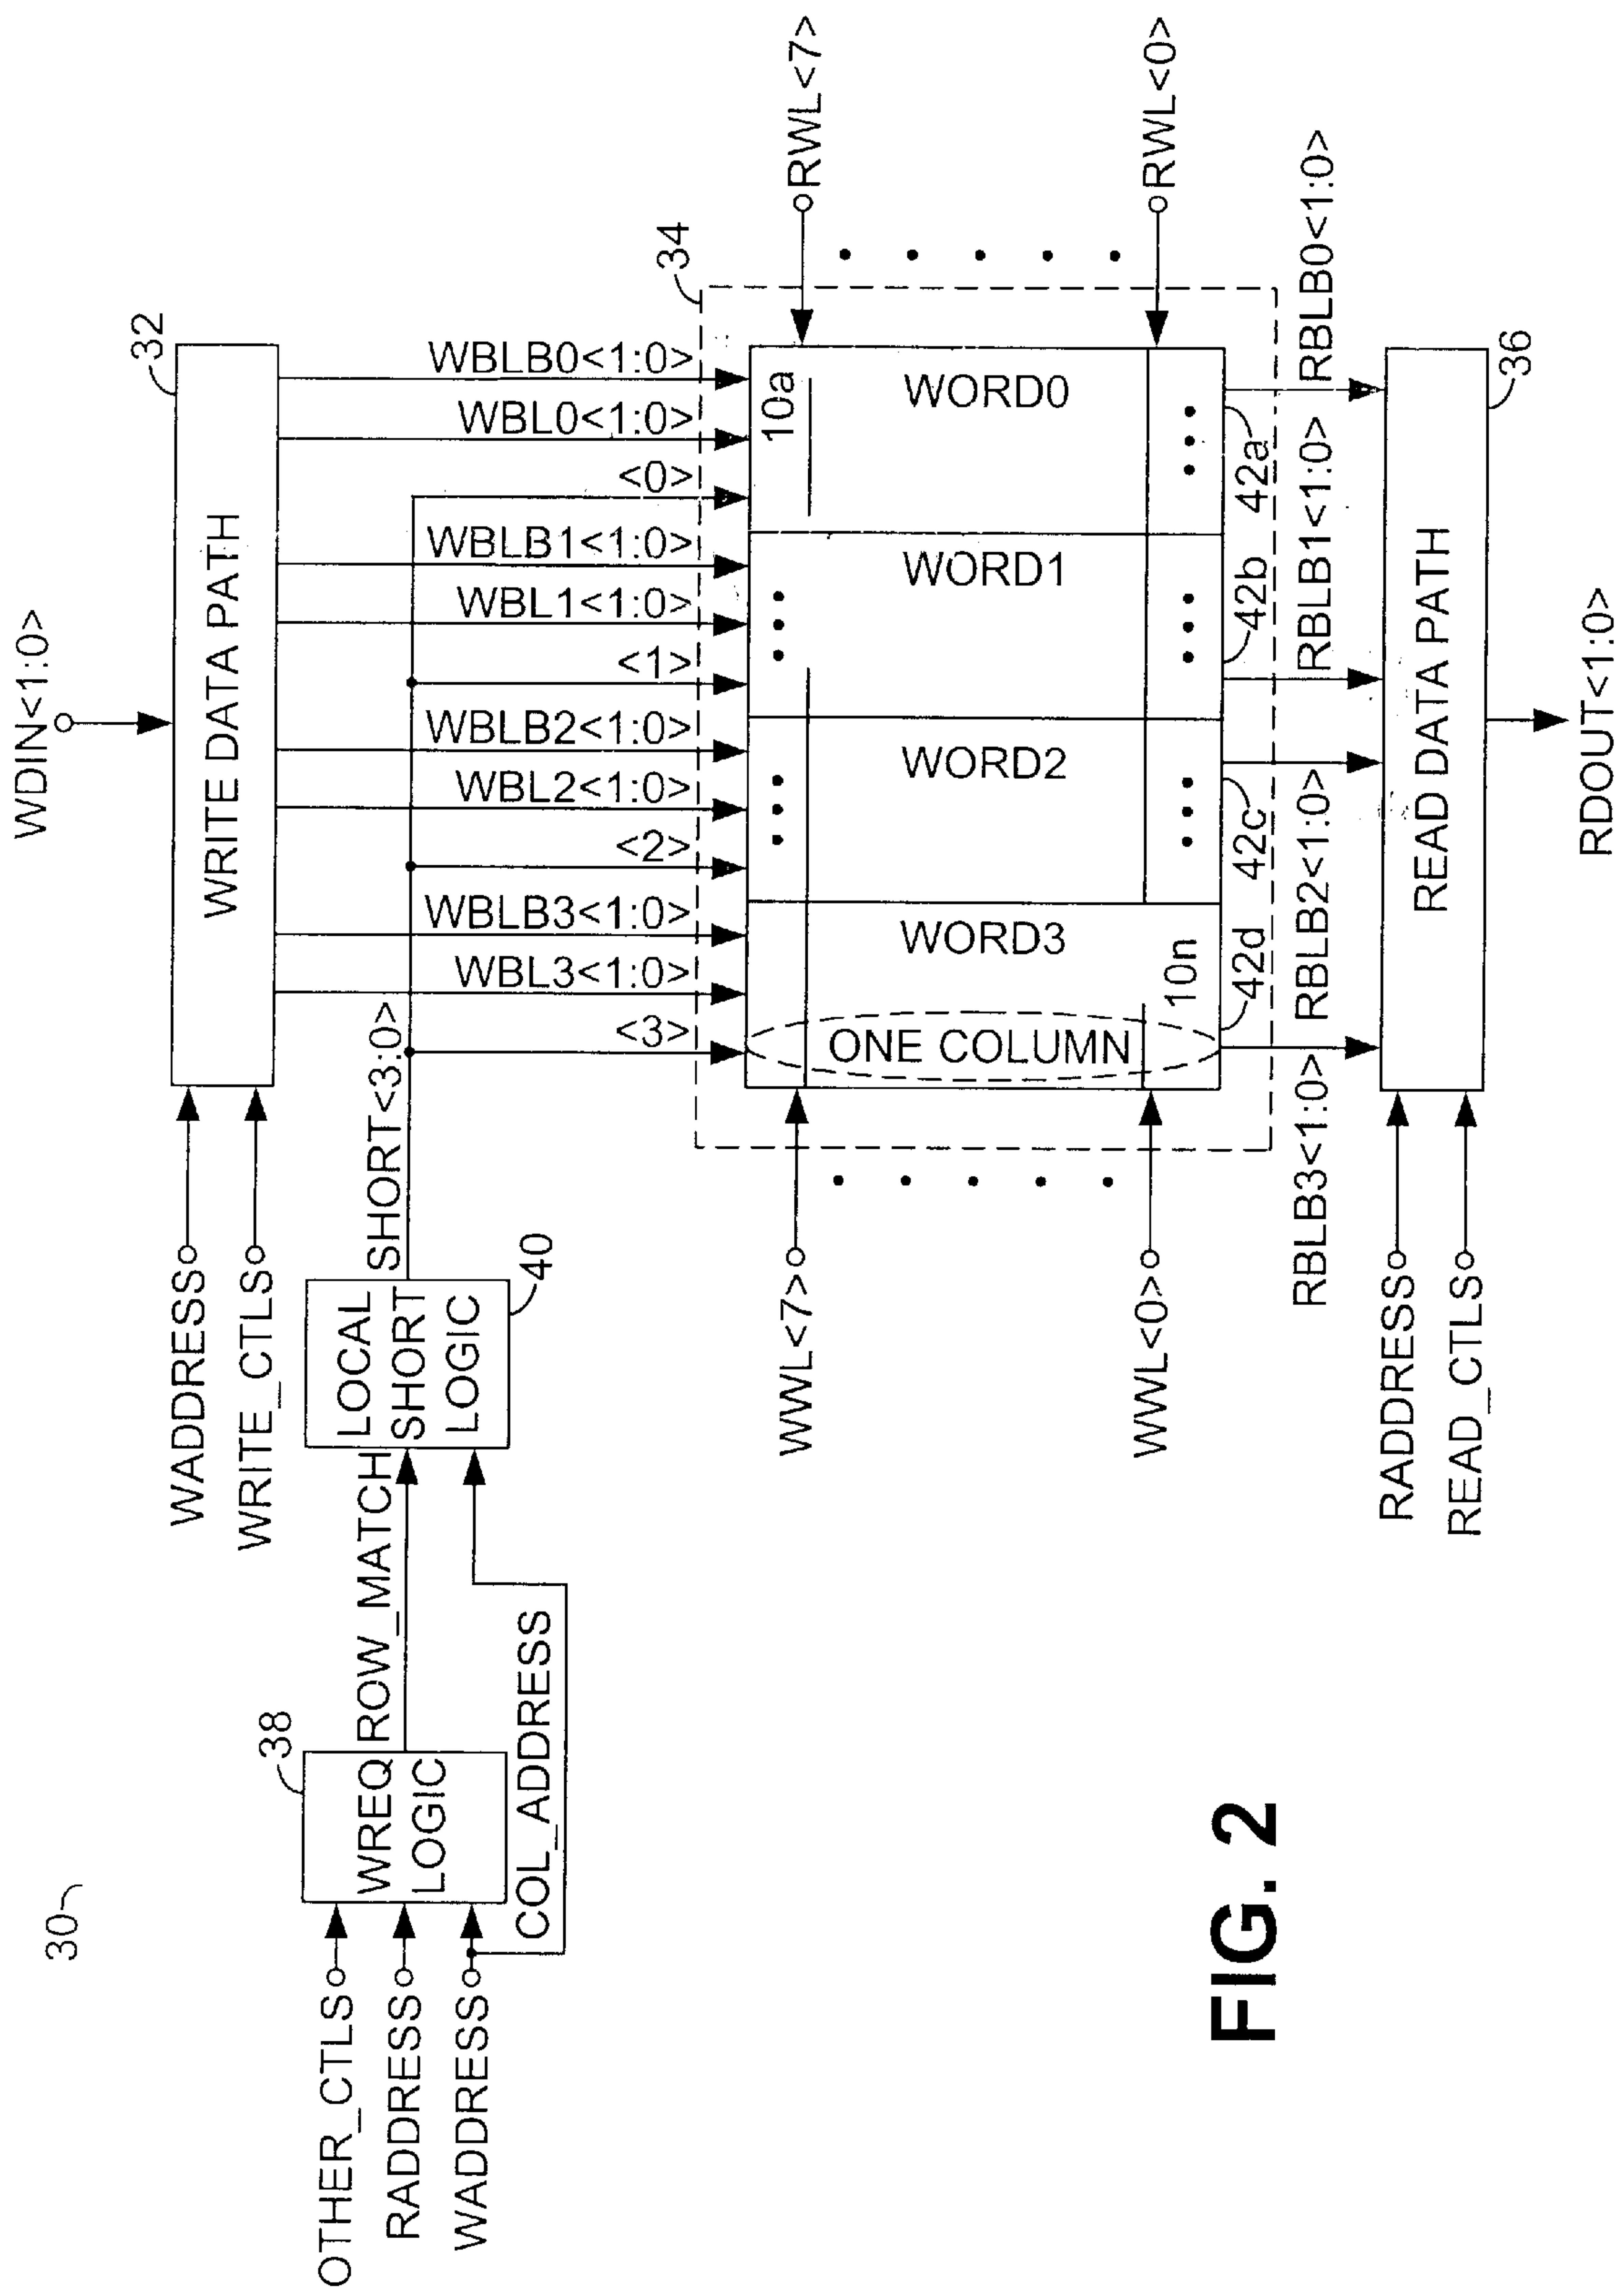 30
OTHER_CTLS
RADDRESS
WADDRESS
38
WREQ
LOGIC
ROW_MATCH
COL_ADDRESS
LOCAL
SHORT
LOGIC
40
SHORT<3:0>
WADDRESS
WRITE_CTLS
WDIN<1:0>
WRITE DATA PATH
32
<3>
WBL3<1:0>
WBLB3<1:0>
<2>
WBL2<1:0>
WBLB2<1:0>
<1>
WBL1<1:0>
WBLB1<1:0>
<0>
WBL0<1:0>
WBLB0<1:0>
34
10a
WWL<7>
WWL<0>
ONE COLUMN
WORD3
WORD2
WORD1
WORD0
10n
RWL<7>
RWL<0>
42d
42c
42b
42a
RBLB3<1:0>
RBLB2<1:0>
RBLB1<1:0>
RBLB0<1:0>
RADDRESS
READ_CTLS
READ DATA PATH
36
RDOUT<1:0>
FIG. 2